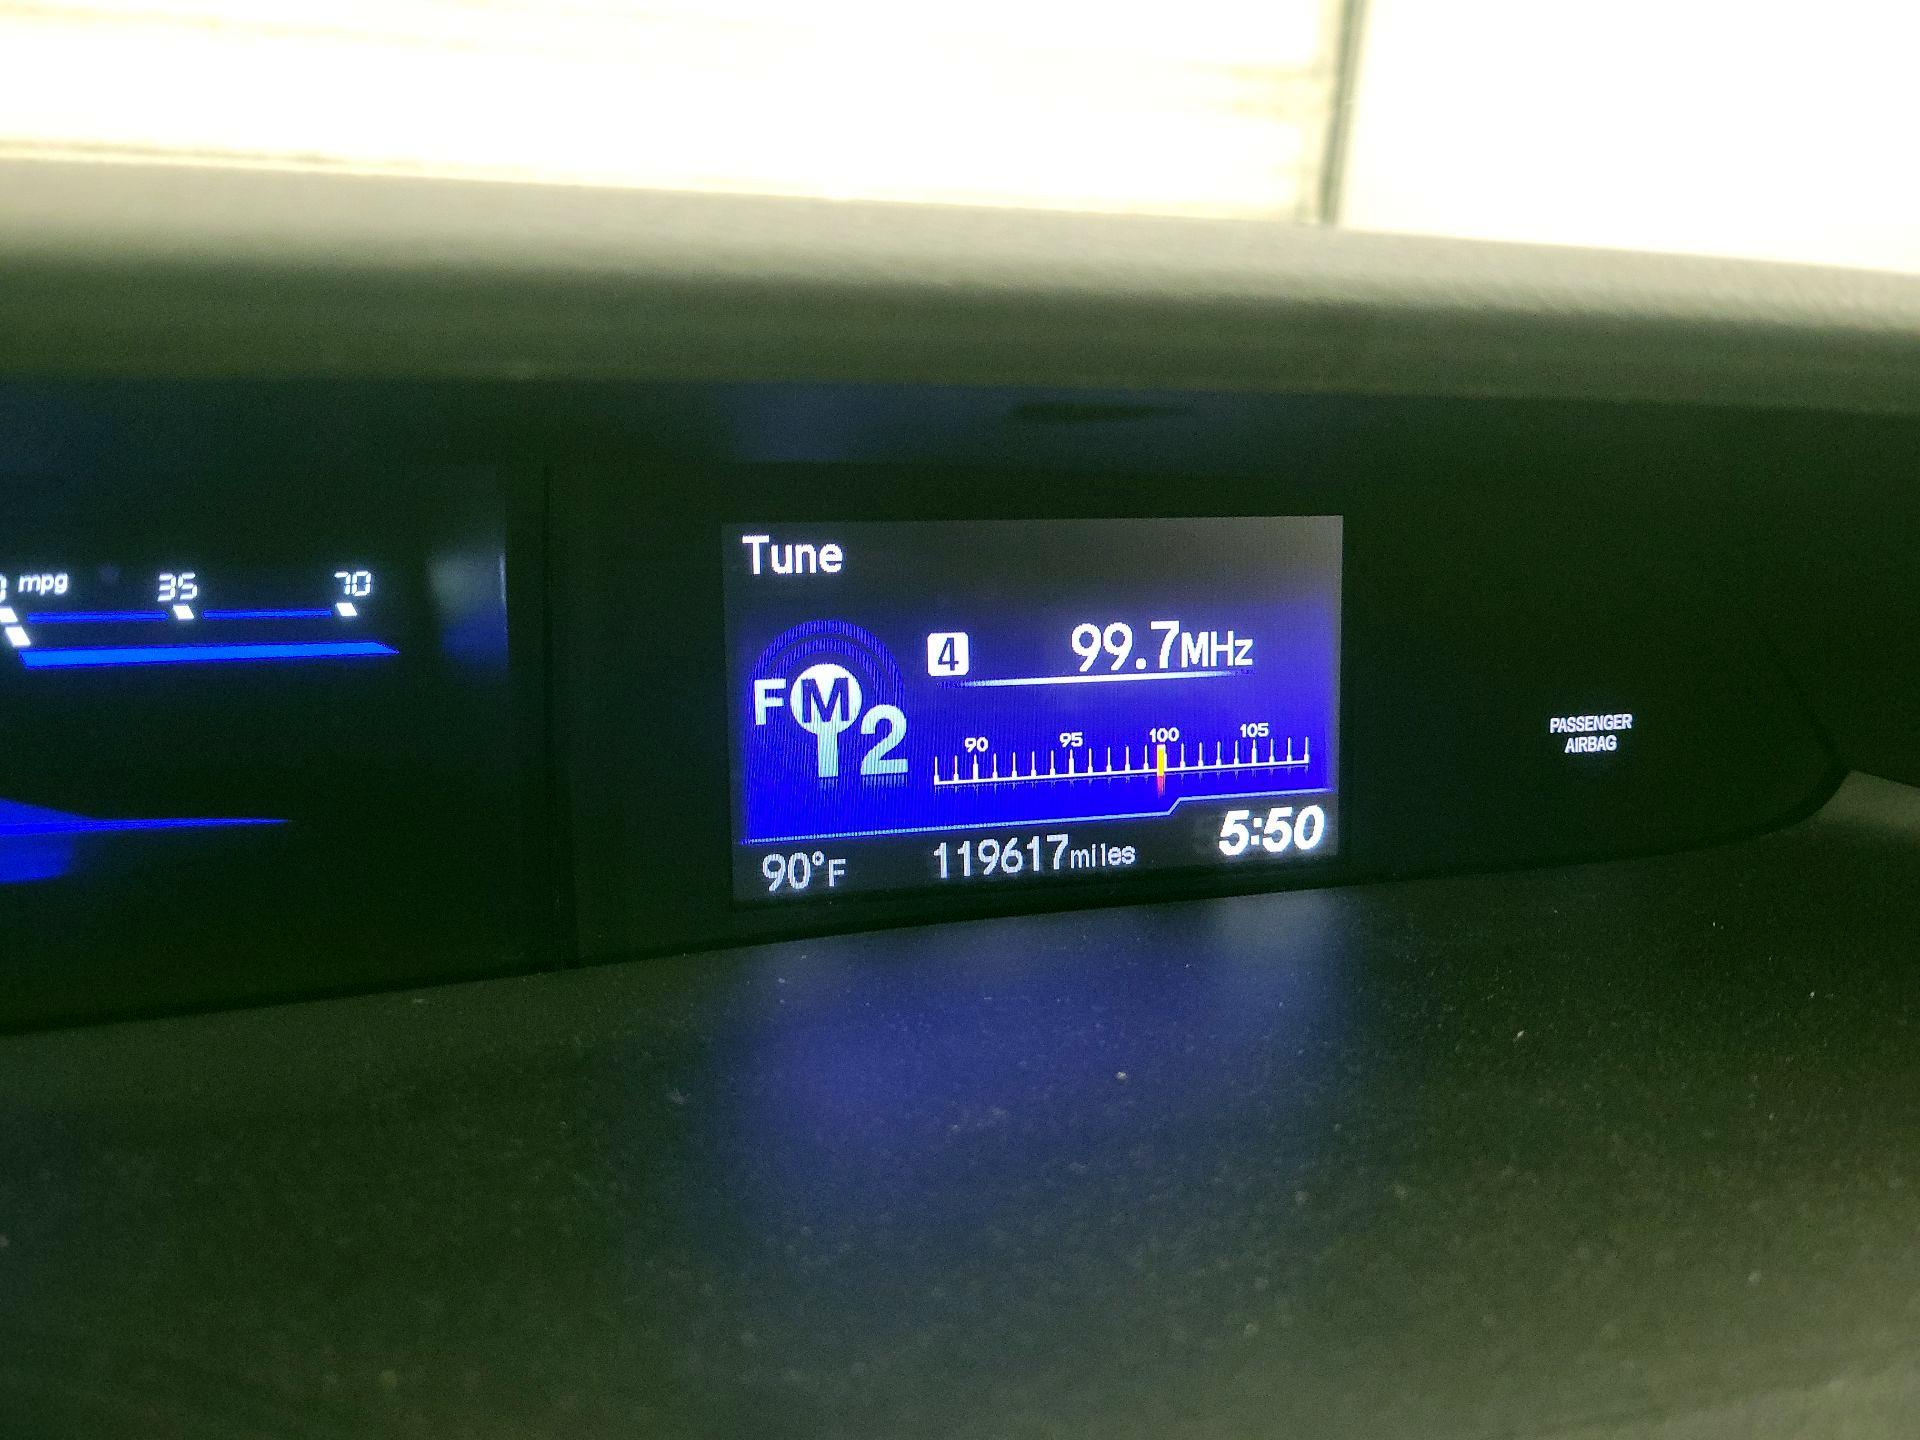 mpg 35 70
Tune
4 99.7MHz
FM2
90 95 100 105
90°F 119617miles 5:50
PASSENGER
AIRBAG